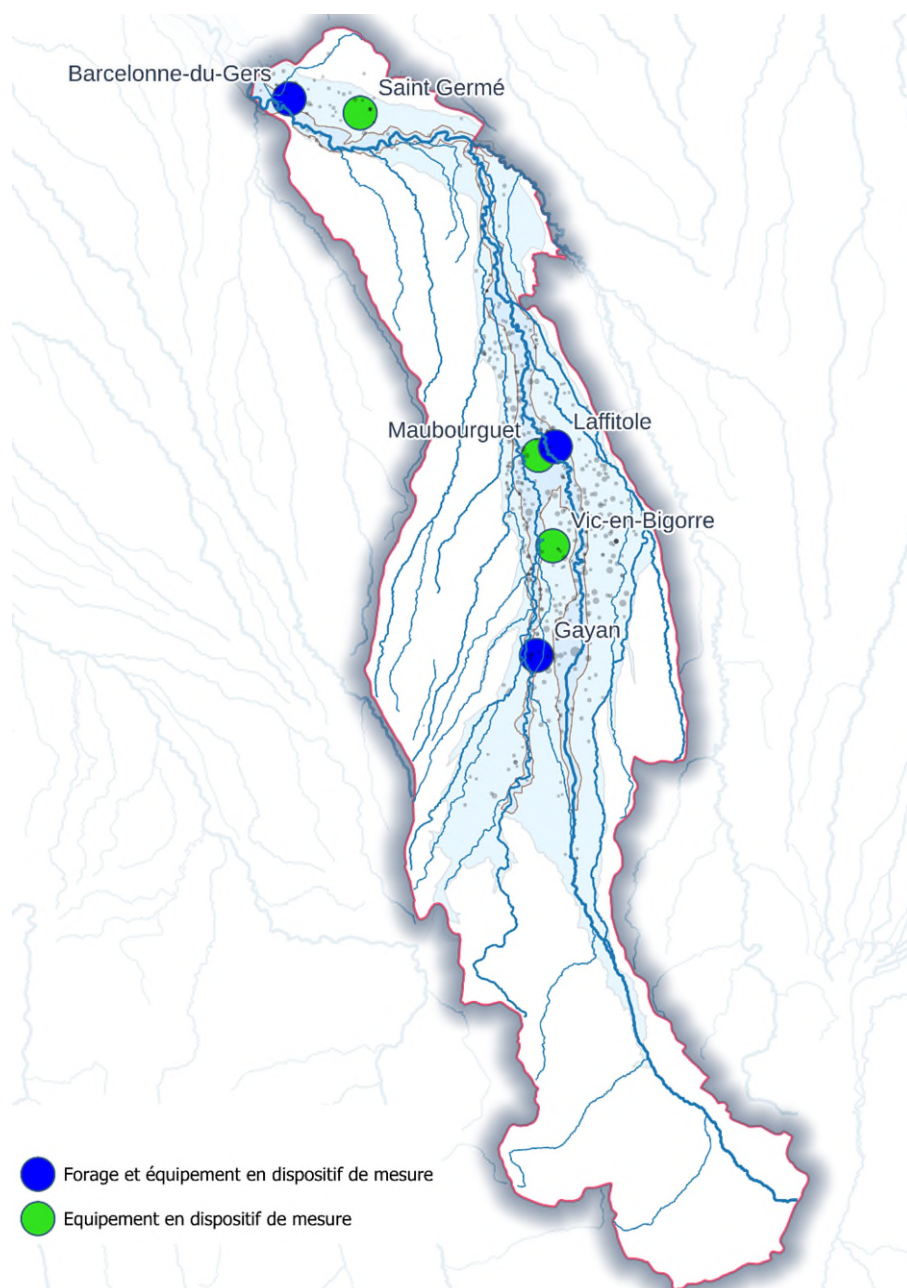 Barcelonne-du-Gers
Saint Germé
Laffitole
Maubourguet
Vic-en-Bigorre
Gayan
Forage et équipement en dispositif de mesure
Equipement en dispositif de mesure